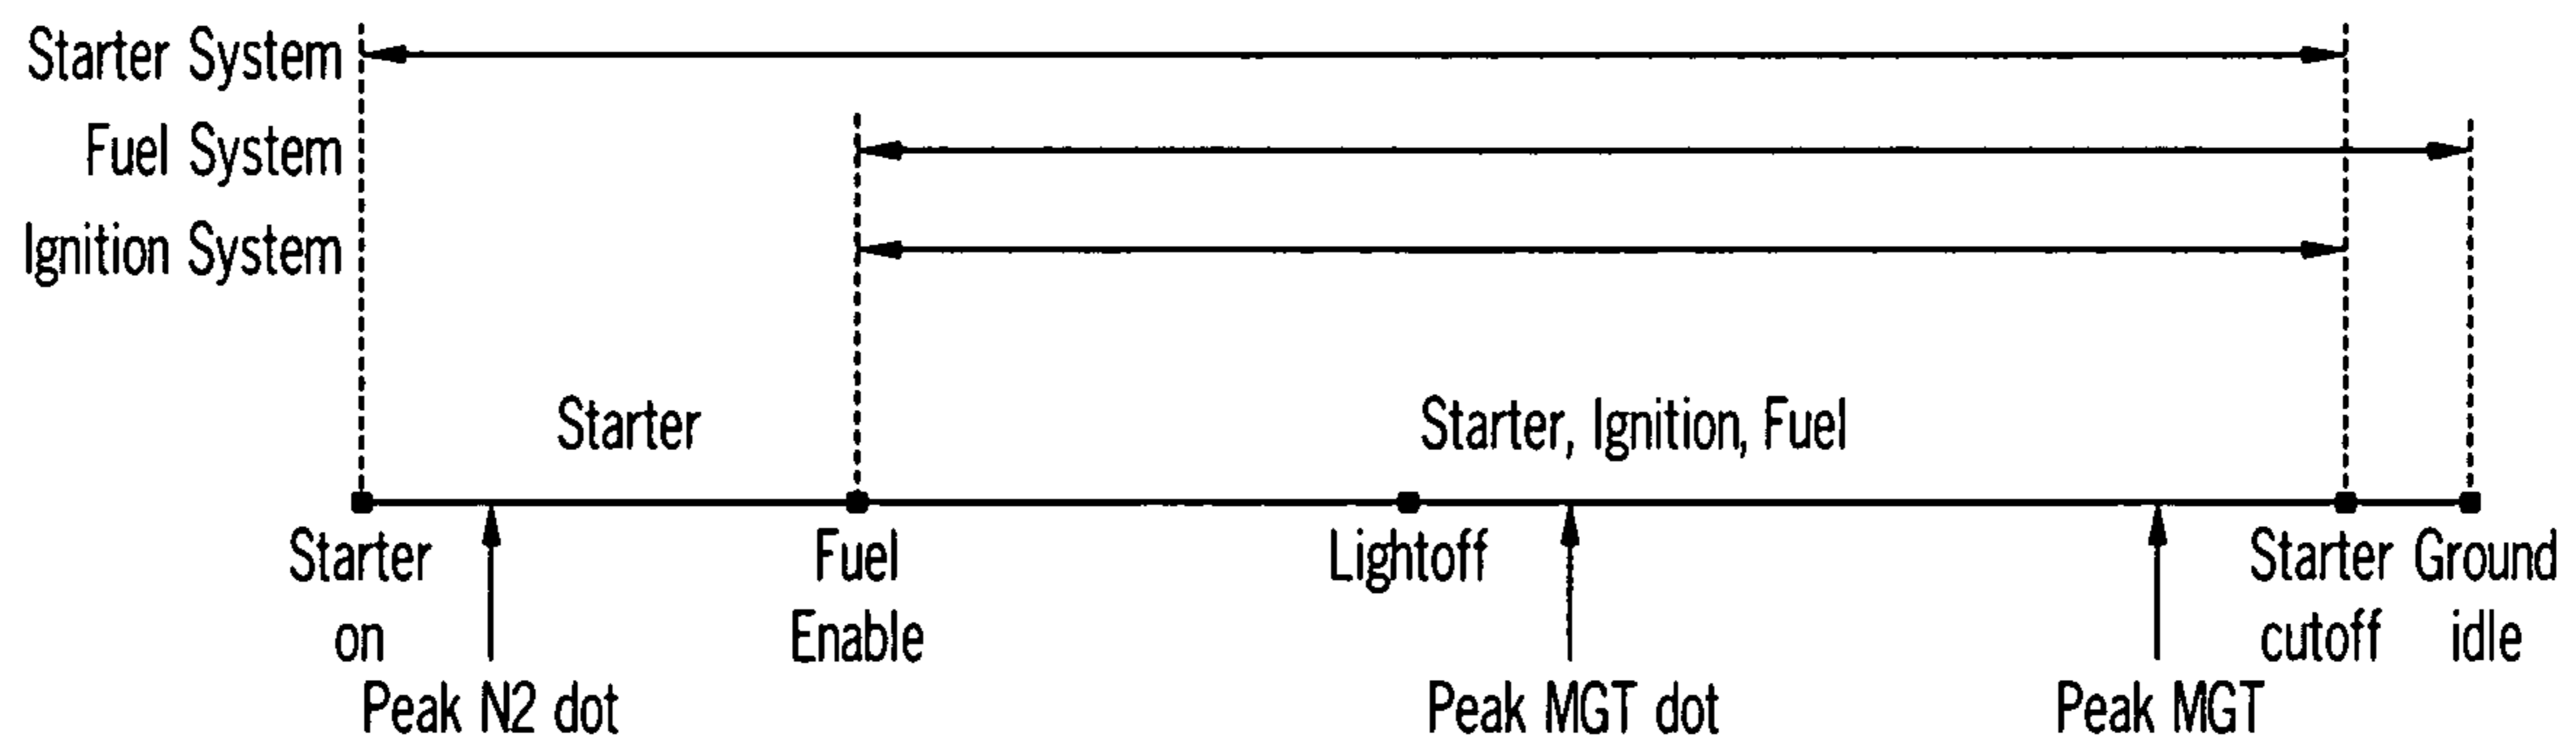 Starter System
Fuel System
Ignition System
Starter
Starter, Ignition, Fuel
Starter
on
Peak N2 dot
Fuel
Enable
Lightoff
Peak MGT dot
Peak MGT
Starter
cutoff
Ground
idle